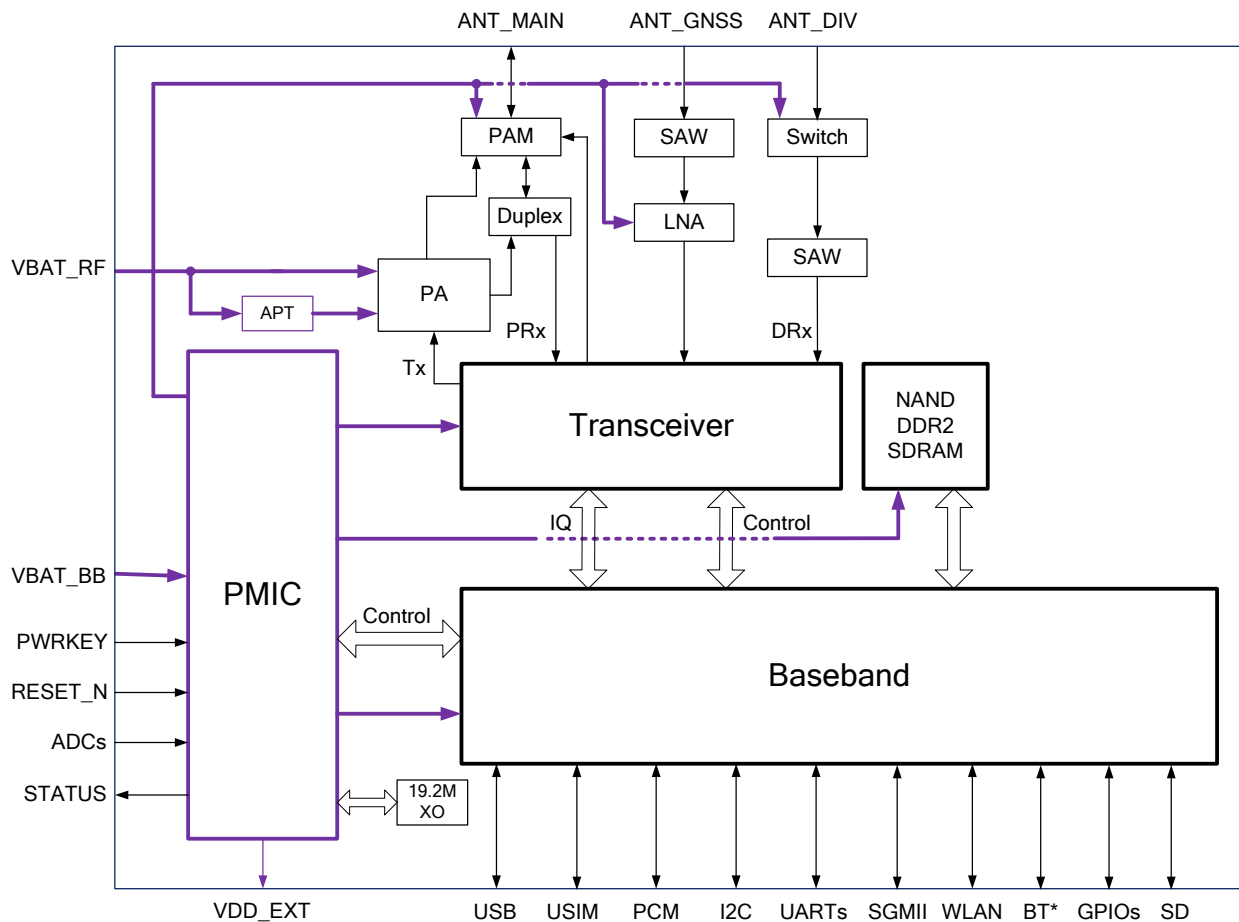 ANT_MAIN ANT_GNSS ANT_DIV
PAM
SAW
Switch
Duplex
LNA
SAW
VBAT_RF
APT
PA
PRx
DRx
Tx
Transceiver
NAND
DDR2
SDRAM
IQ
Control
VBAT_BB
PMIC
Control
PWRKEY
RESET_N
ADCs
STATUS
Baseband
19.2M
XO
VDD_EXT USB USIM PCM I2C UARTs SGMII WLAN BT* GPIOs SD